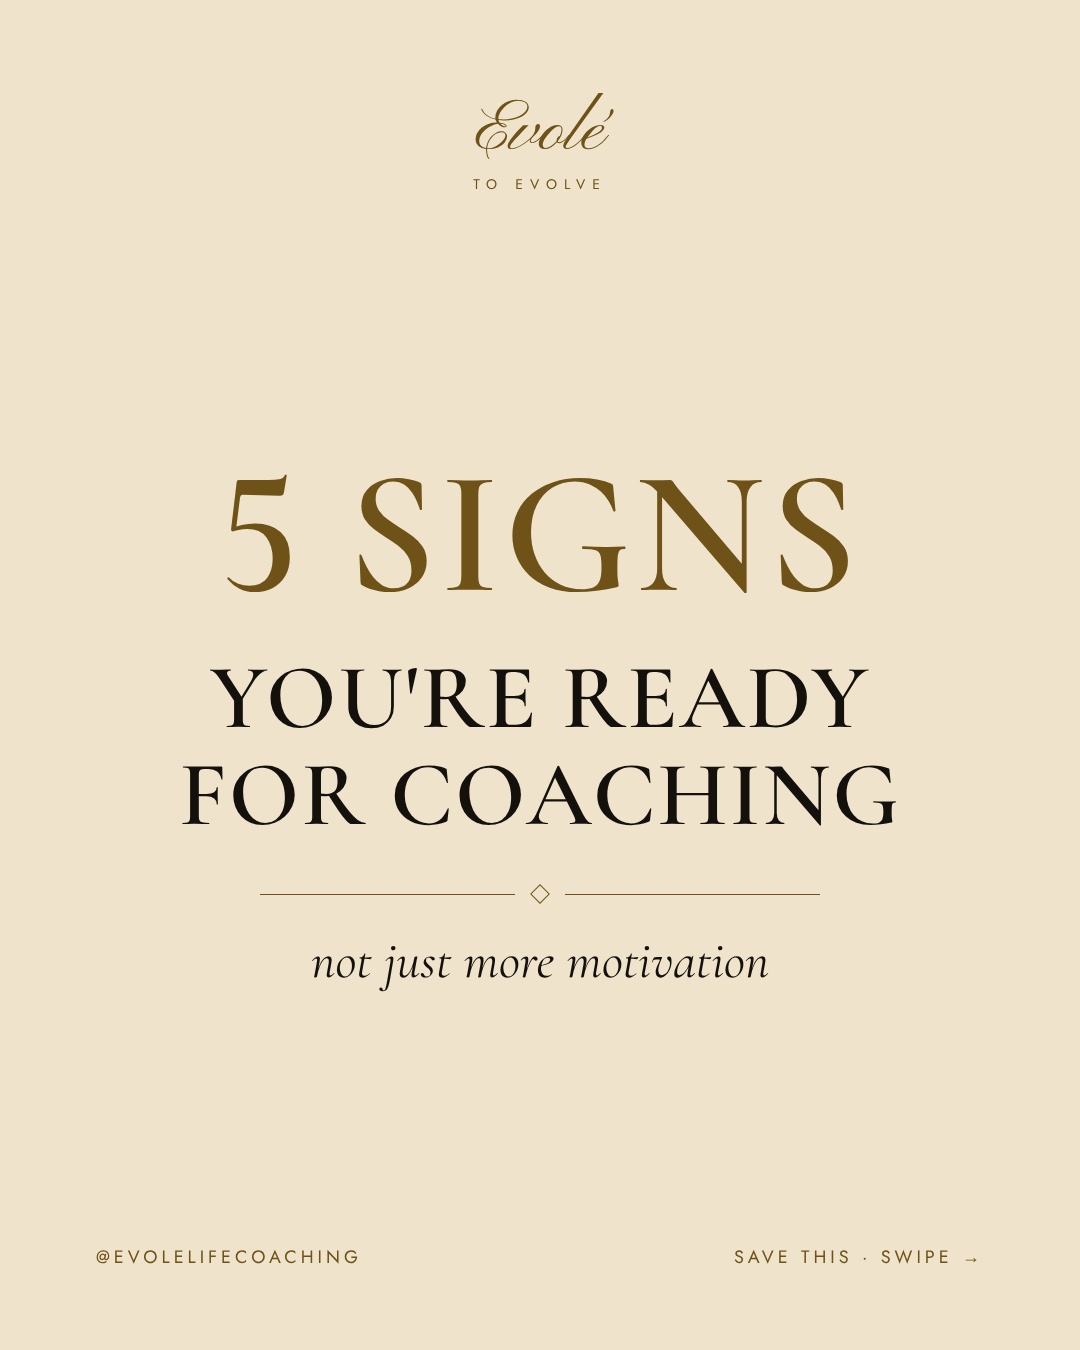 Evolé
TO EVOLVE
5 SIGNS
YOU'RE READY
FOR COACHING
not just more motivation
@EVOLELIFECOACHING
SAVE THIS · SWIPE →